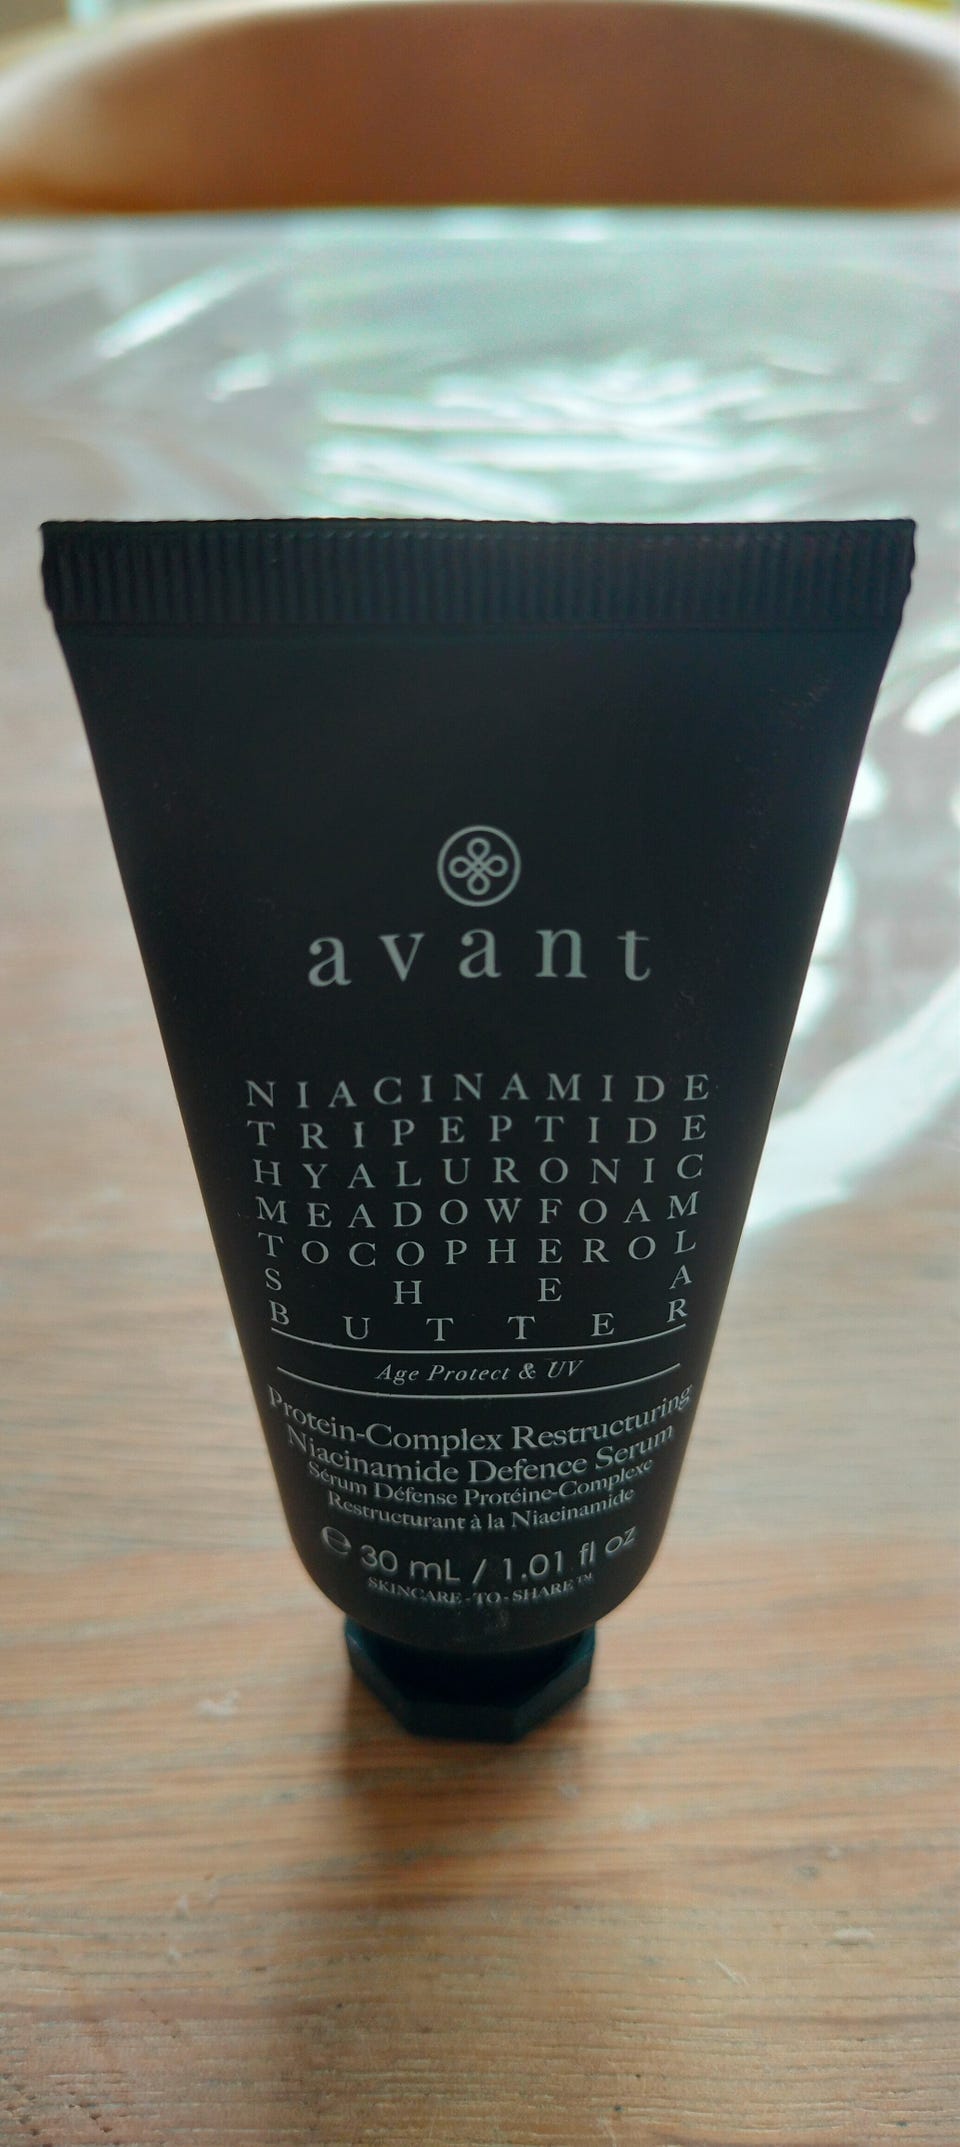 avant
NIACINAMIDE
TRIPEPTIDE
HYALURONIC
MEADOWFOAM
TOCOPHEROL
S H E A
BUTTER
Age Protect & UV
Protein-Complex Restructuring
Niacinamide Defence Serum
Sérum Défense Protéine-Complexe
Restructurant à la Niacinamide
℮ 30 mL / 1.01 fl oz
SKINCARE-TO-SHARE™